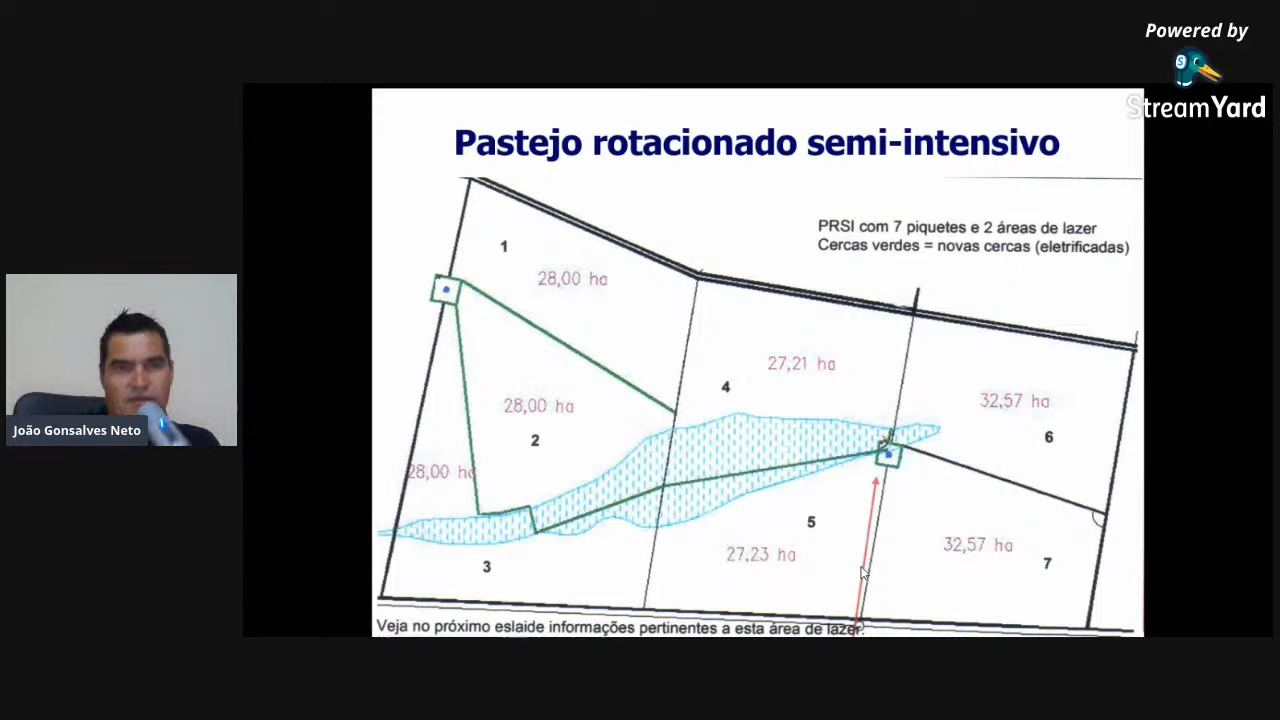 Powered by
StreamYard
Pastejo rotacionado semi-intensivo
PRSI com 7 piquetes e 2 áreas de lazer
Cercas verdes = novas cercas (eletrificadas)
1
28,00 ha
27,21 ha
4
32,57 ha
6
28,00 ha
2
28,00 ha
5
27,23 ha
32,57 ha
7
3
Veja no próximo eslaide informações pertinentes a esta área de lazer.
João Gonsalves Neto